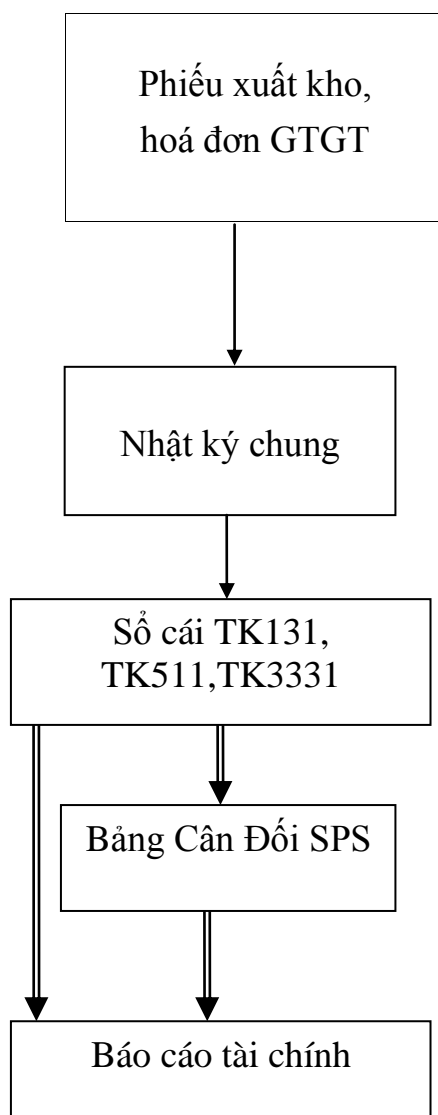 Phiếu xuất kho,
hoá đơn GTGT
Nhật ký chung
Sổ cái TK131,
TK511,TK3331
Bảng Cân Đối SPS
Báo cáo tài chính